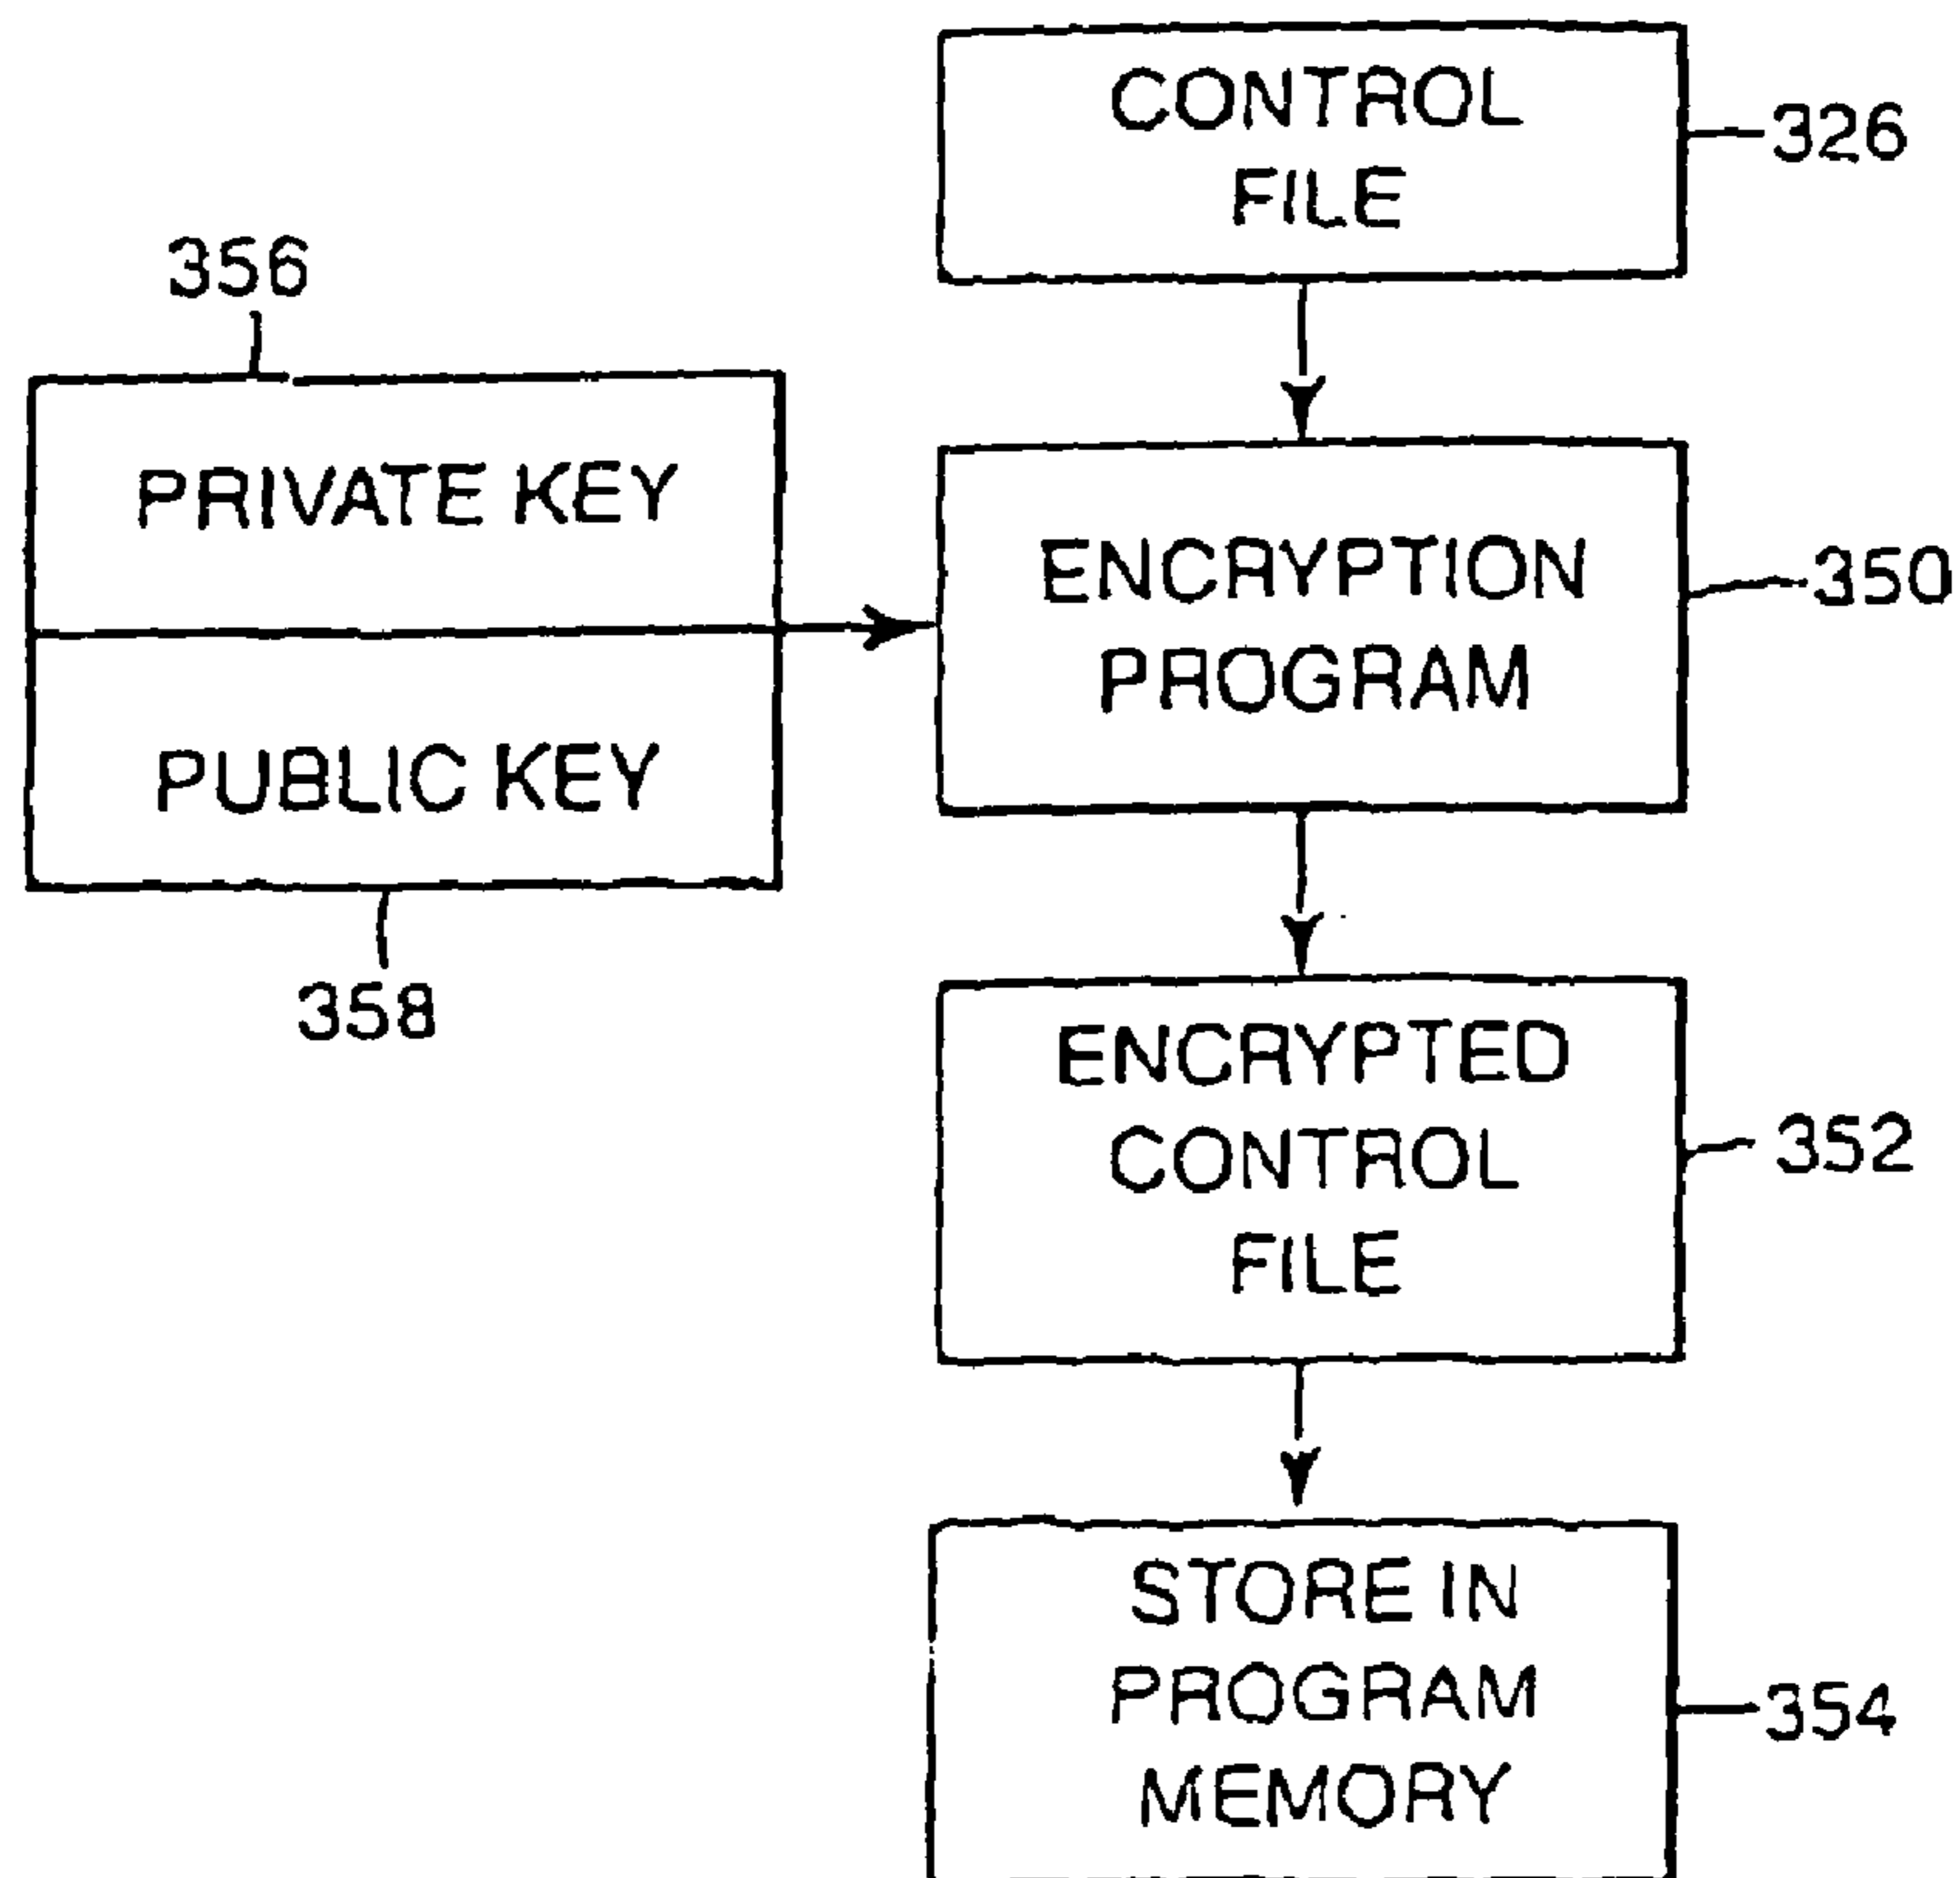 CONTROL
FILE
326
356
PRIVATE KEY
PUBLIC KEY
358
ENCRYPTION
PROGRAM
350
ENCRYPTED
CONTROL
FILE
352
STORE IN
PROGRAM
MEMORY
354